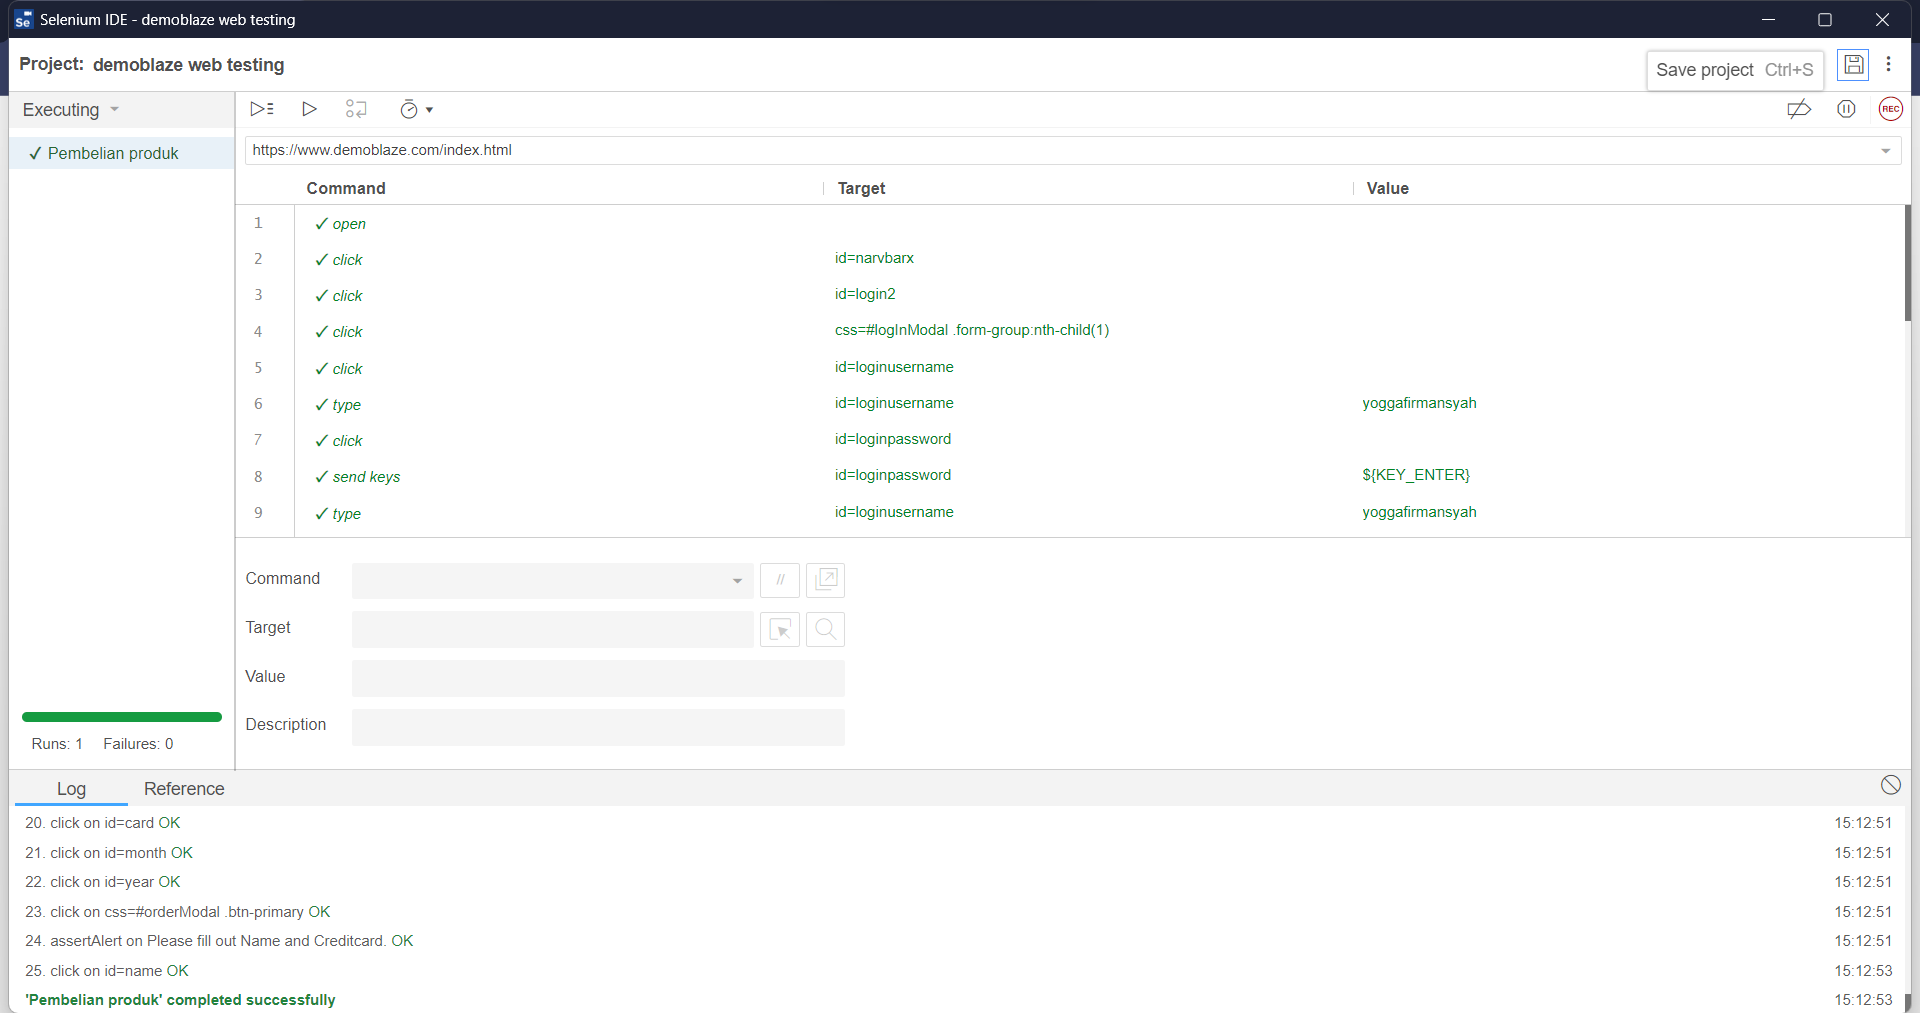 Se Selenium IDE - demoblaze web testing
Project: demoblaze web testing
Save project Ctrl+S
Executing
REC
✓ Pembelian produk
https://www.demoblaze.com/index.html
Command Target Value
1 ✓ open
2 ✓ click id=narvbarx
3 ✓ click id=login2
4 ✓ click css=#logInModal .form-group:nth-child(1)
5 ✓ click id=loginusername
6 ✓ type id=loginusername yoggafirmansyah
7 ✓ click id=loginpassword
8 ✓ send keys id=loginpassword ${KEY_ENTER}
9 ✓ type id=loginusername yoggafirmansyah
Command //
Target
Value
Description
Runs: 1 Failures: 0
Log Reference
20. click on id=card OK 15:12:51
21. click on id=month OK 15:12:51
22. click on id=year OK 15:12:51
23. click on css=#orderModal .btn-primary OK 15:12:51
24. assertAlert on Please fill out Name and Creditcard. OK 15:12:51
25. click on id=name OK 15:12:53
'Pembelian produk' completed successfully 15:12:53